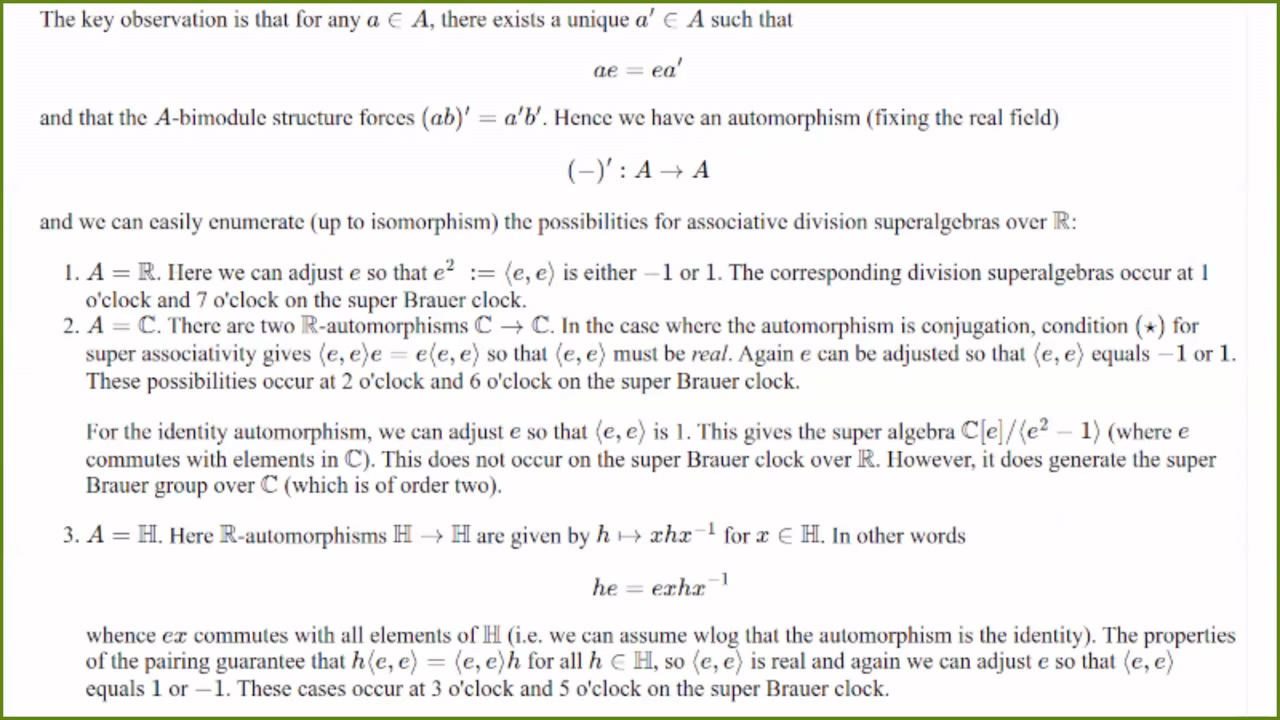 The key observation is that for any a ∈ A, there exists a unique a′ ∈ A such that
ae = ea′
and that the A-bimodule structure forces (ab)′ = a′b′. Hence we have an automorphism (fixing the real field)
(−)′ : A → A
and we can easily enumerate (up to isomorphism) the possibilities for associative division superalgebras over ℝ:
1. A = ℝ. Here we can adjust e so that e² := ⟨e, e⟩ is either −1 or 1. The corresponding division superalgebras occur at 1
o'clock and 7 o'clock on the super Brauer clock.
2. A = ℂ. There are two ℝ-automorphisms ℂ → ℂ. In the case where the automorphism is conjugation, condition (⋆) for
super associativity gives ⟨e, e⟩e = e⟨e, e⟩ so that ⟨e, e⟩ must be real. Again e can be adjusted so that ⟨e, e⟩ equals −1 or 1.
These possibilities occur at 2 o'clock and 6 o'clock on the super Brauer clock.
For the identity automorphism, we can adjust e so that ⟨e, e⟩ is 1. This gives the super algebra ℂ[e]/⟨e² − 1⟩ (where e
commutes with elements in ℂ). This does not occur on the super Brauer clock over ℝ. However, it does generate the super
Brauer group over ℂ (which is of order two).
3. A = ℍ. Here ℝ-automorphisms ℍ → ℍ are given by h ↦ xhx⁻¹ for x ∈ ℍ. In other words
he = exhx⁻¹
whence ex commutes with all elements of ℍ (i.e. we can assume wlog that the automorphism is the identity). The properties
of the pairing guarantee that h⟨e, e⟩ = ⟨e, e⟩h for all h ∈ ℍ, so ⟨e, e⟩ is real and again we can adjust e so that ⟨e, e⟩
equals 1 or −1. These cases occur at 3 o'clock and 5 o'clock on the super Brauer clock.